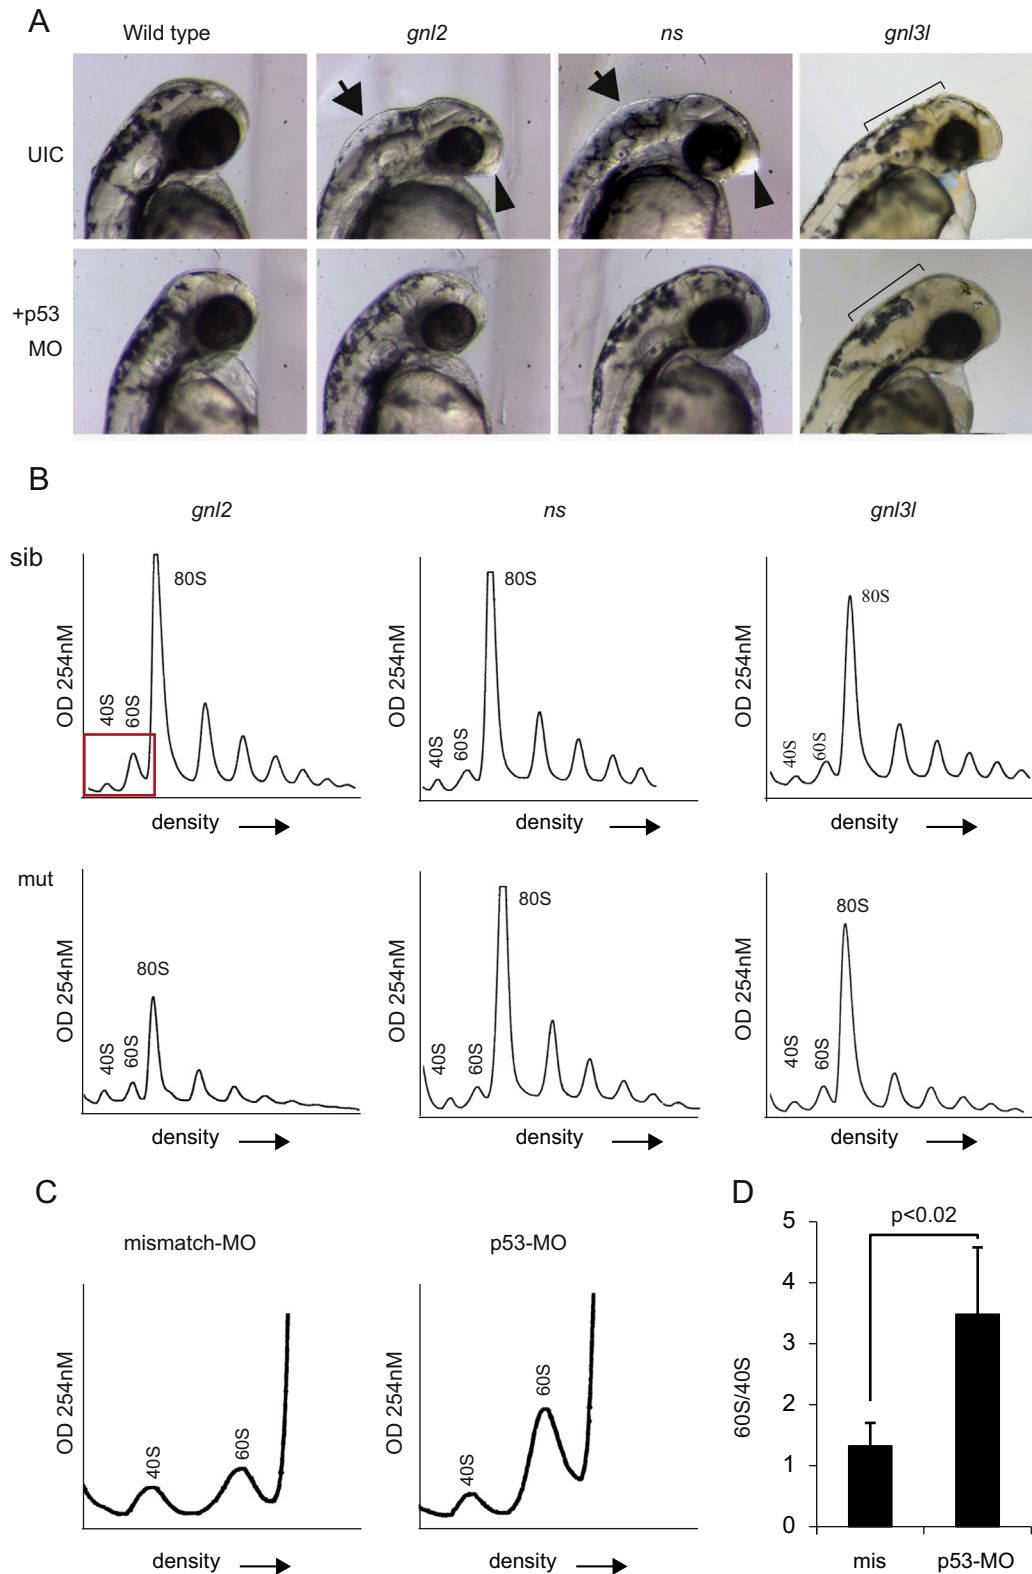 A
Wild type gnl2 ns gnl3l
UIC
+p53
MO
B
gnl2 ns gnl3l
sib
OD 254nM 40S 60S 80S
OD 254nM 40S 60S 80S
OD 254nM 40S 60S 80S
density density density
mut
OD 254nM 40S 60S 80S
OD 254nM 40S 60S 80S
OD 254nM 40S 60S 80S
density density density
C
mismatch-MO p53-MO
OD 254nM 40S 60S
OD 254nM 40S 60S
density density
D
p<0.02
60S/40S
5
4
3
2
1
0
mis p53-MO